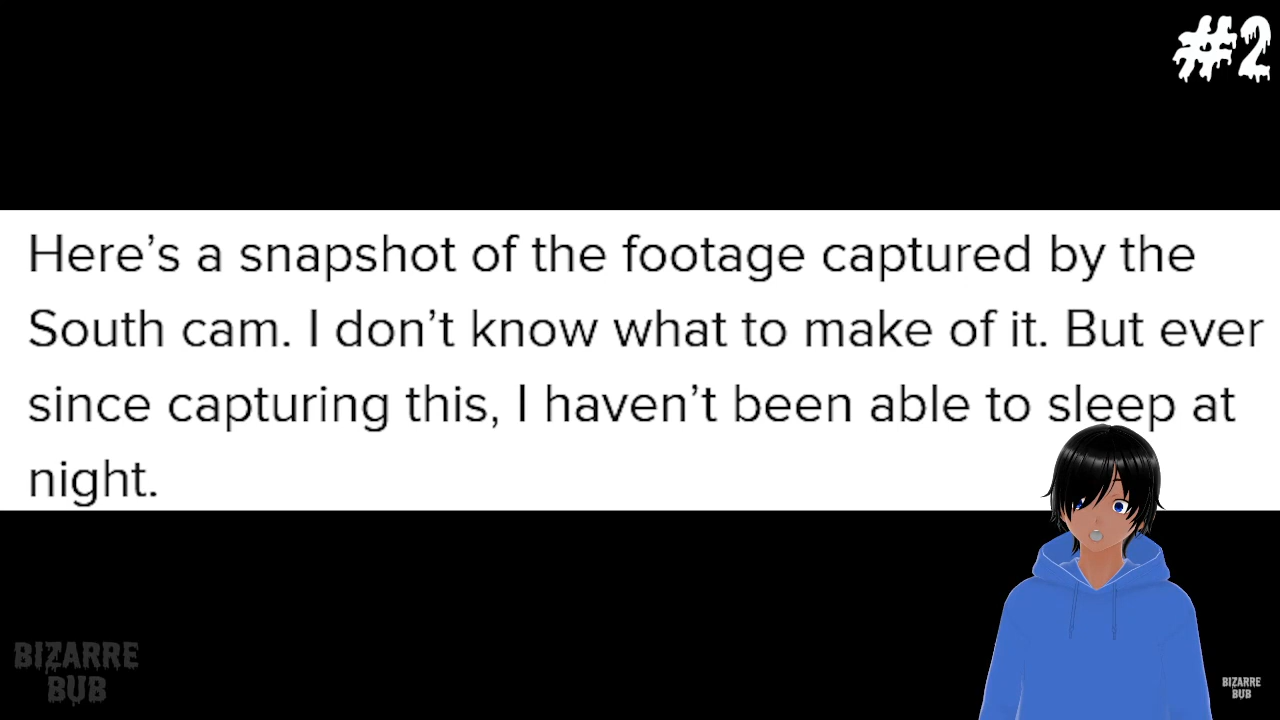 #2
Here’s a snapshot of the footage captured by the
South cam. I don’t know what to make of it. But ever
since capturing this, I haven’t been able to sleep at
night.
BIZARRE
BUB
BIZARRE
BUB